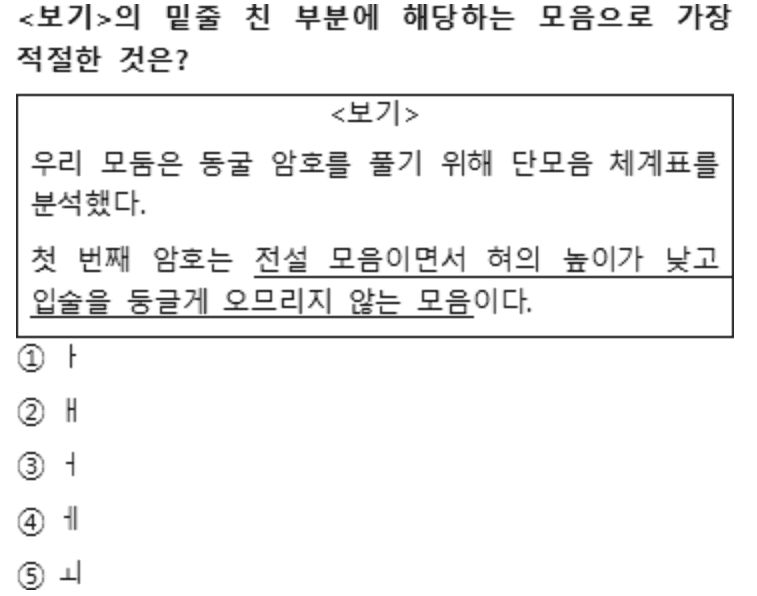 <보기>의 밑줄 친 부분에 해당하는 모음으로 가장
적절한 것은?
<보기>
우리 모둠은 동굴 암호를 풀기 위해 단모음 체계표를
분석했다.
첫 번째 암호는 전설 모음이면서 혀의 높이가 낮고
입술을 둥글게 오므리지 않는 모음이다.
① ㅏ
② ㅐ
③ ㅓ
④ ㅔ
⑤ ㅚ